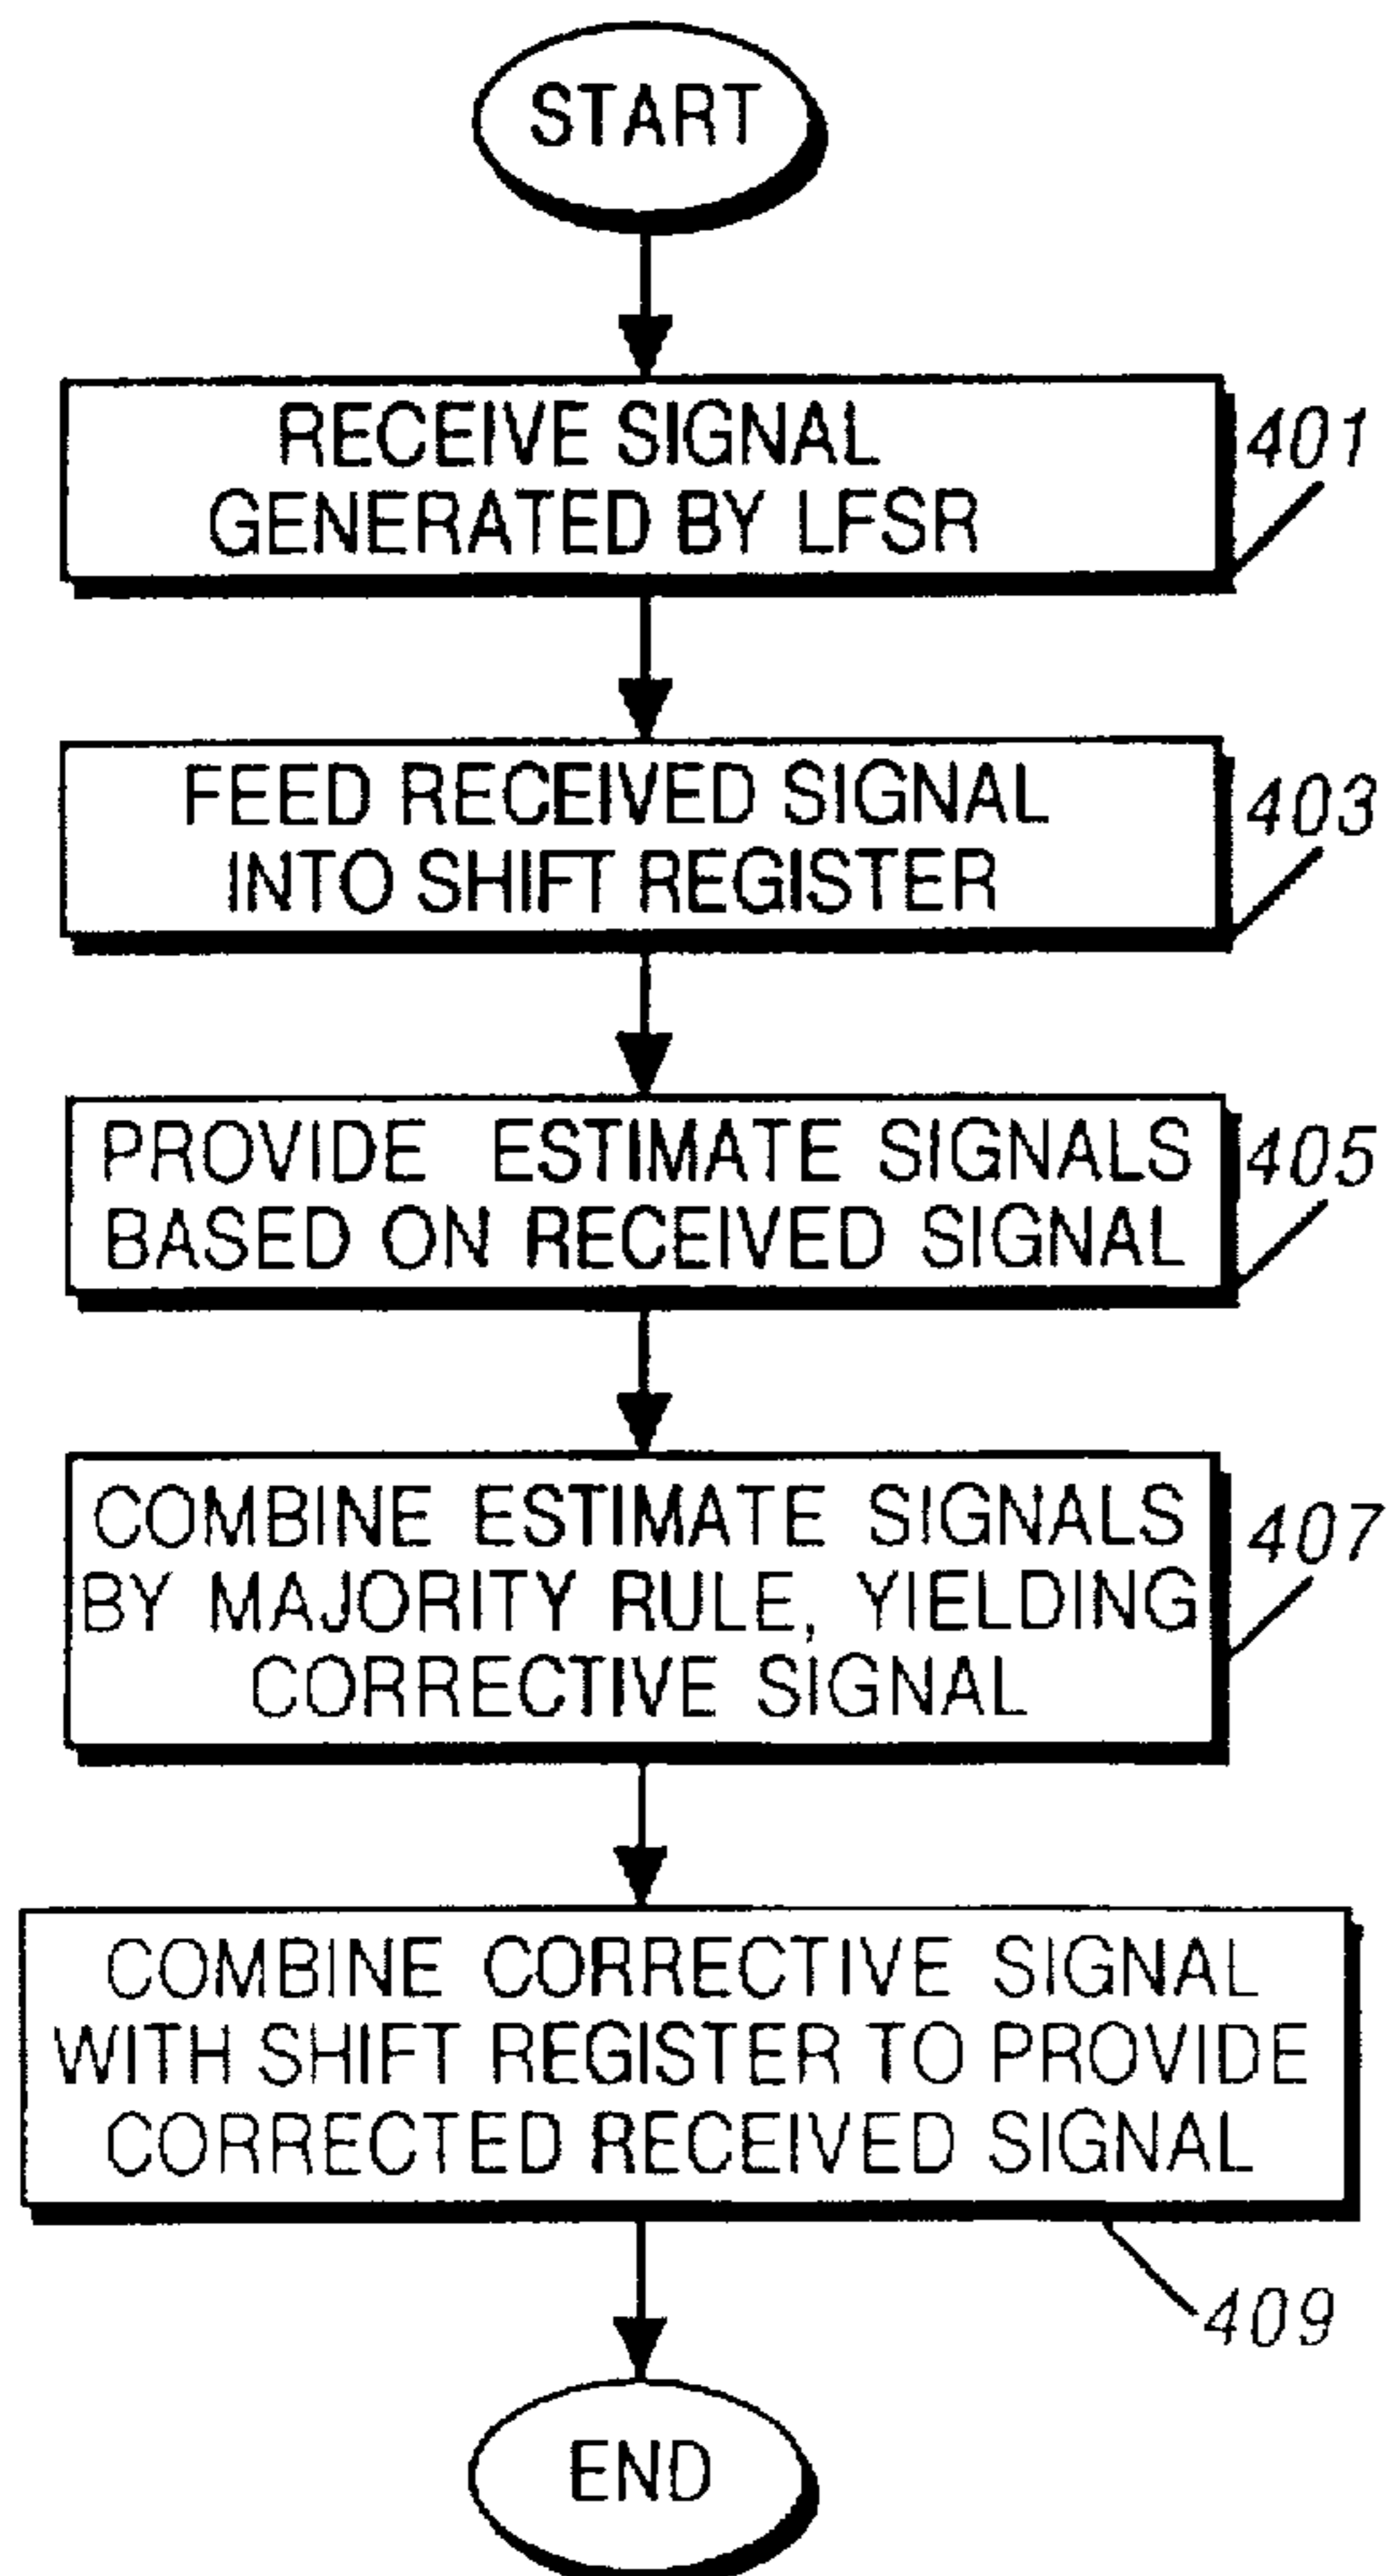 START
RECEIVE SIGNAL
GENERATED BY LFSR
401
FEED RECEIVED SIGNAL
INTO SHIFT REGISTER
403
PROVIDE ESTIMATE SIGNALS
BASED ON RECEIVED SIGNAL
405
COMBINE ESTIMATE SIGNALS
BY MAJORITY RULE, YIELDING
CORRECTIVE SIGNAL
407
COMBINE CORRECTIVE SIGNAL
WITH SHIFT REGISTER TO PROVIDE
CORRECTED RECEIVED SIGNAL
409
END